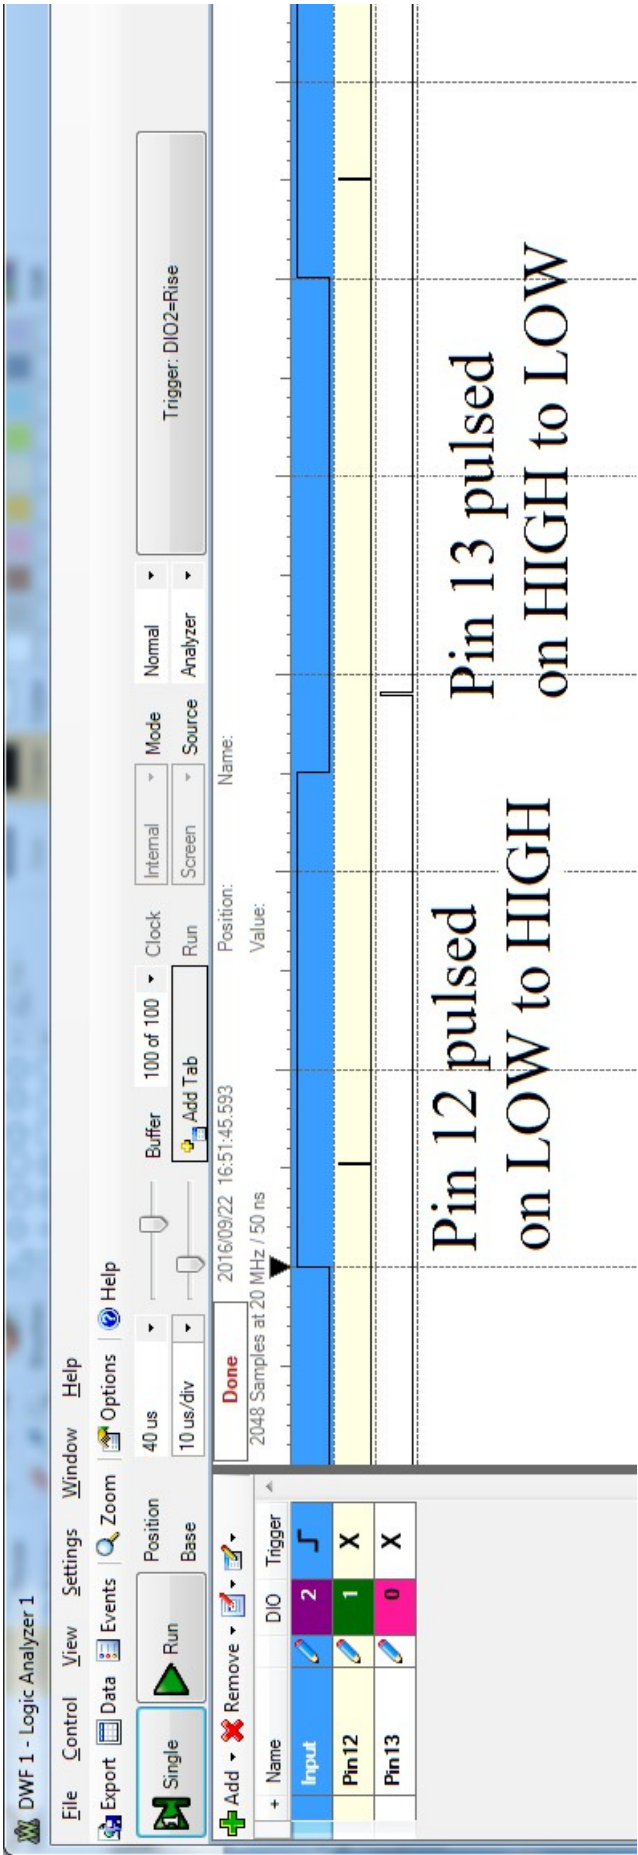 DWF 1 - Logic Analyzer 1
File Control View Settings Window Help
Export Data Events Zoom Options Help
Single Run Position 40 us Buffer 100 of 100 Clock Internal Mode Normal Trigger: DIO2=Rise
Base 10 us/div Add Tab Run Screen Source Analyzer
Add Remove Done 2016/09/22 16:51:45.593 Position: Name:
2048 Samples at 20 MHz / 50 ns Value:
+ Name DIO Trigger
Input 2
Pin12 1 X
Pin13 0 X
Pin 12 pulsed
on LOW to HIGH
Pin 13 pulsed
on HIGH to LOW